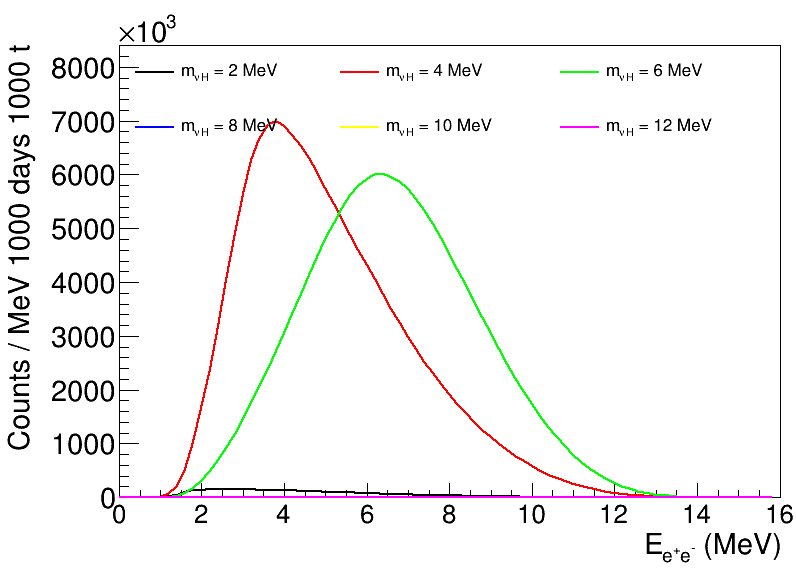 ×10³
Counts / MeV 1000 days 1000 t
8000
7000
6000
5000
4000
3000
2000
1000
0
m_νH = 2 MeV
m_νH = 4 MeV
m_νH = 6 MeV
m_νH = 8 MeV
m_νH = 10 MeV
m_νH = 12 MeV
0 2 4 6 8 10 12 14 16
E_e⁺e⁻ (MeV)